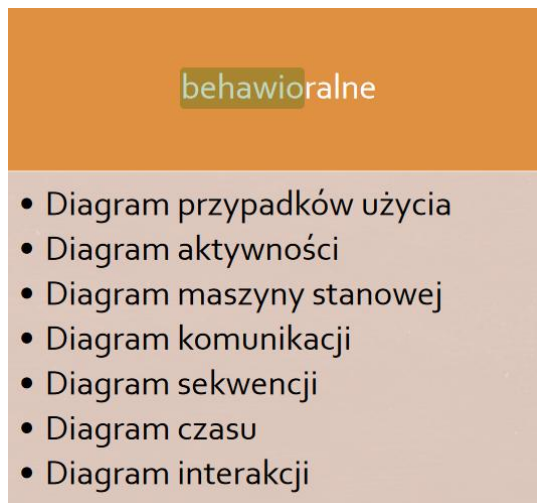 behawioralne
• Diagram przypadków użycia
• Diagram aktywności
• Diagram maszyny stanowej
• Diagram komunikacji
• Diagram sekwencji
• Diagram czasu
• Diagram interakcji